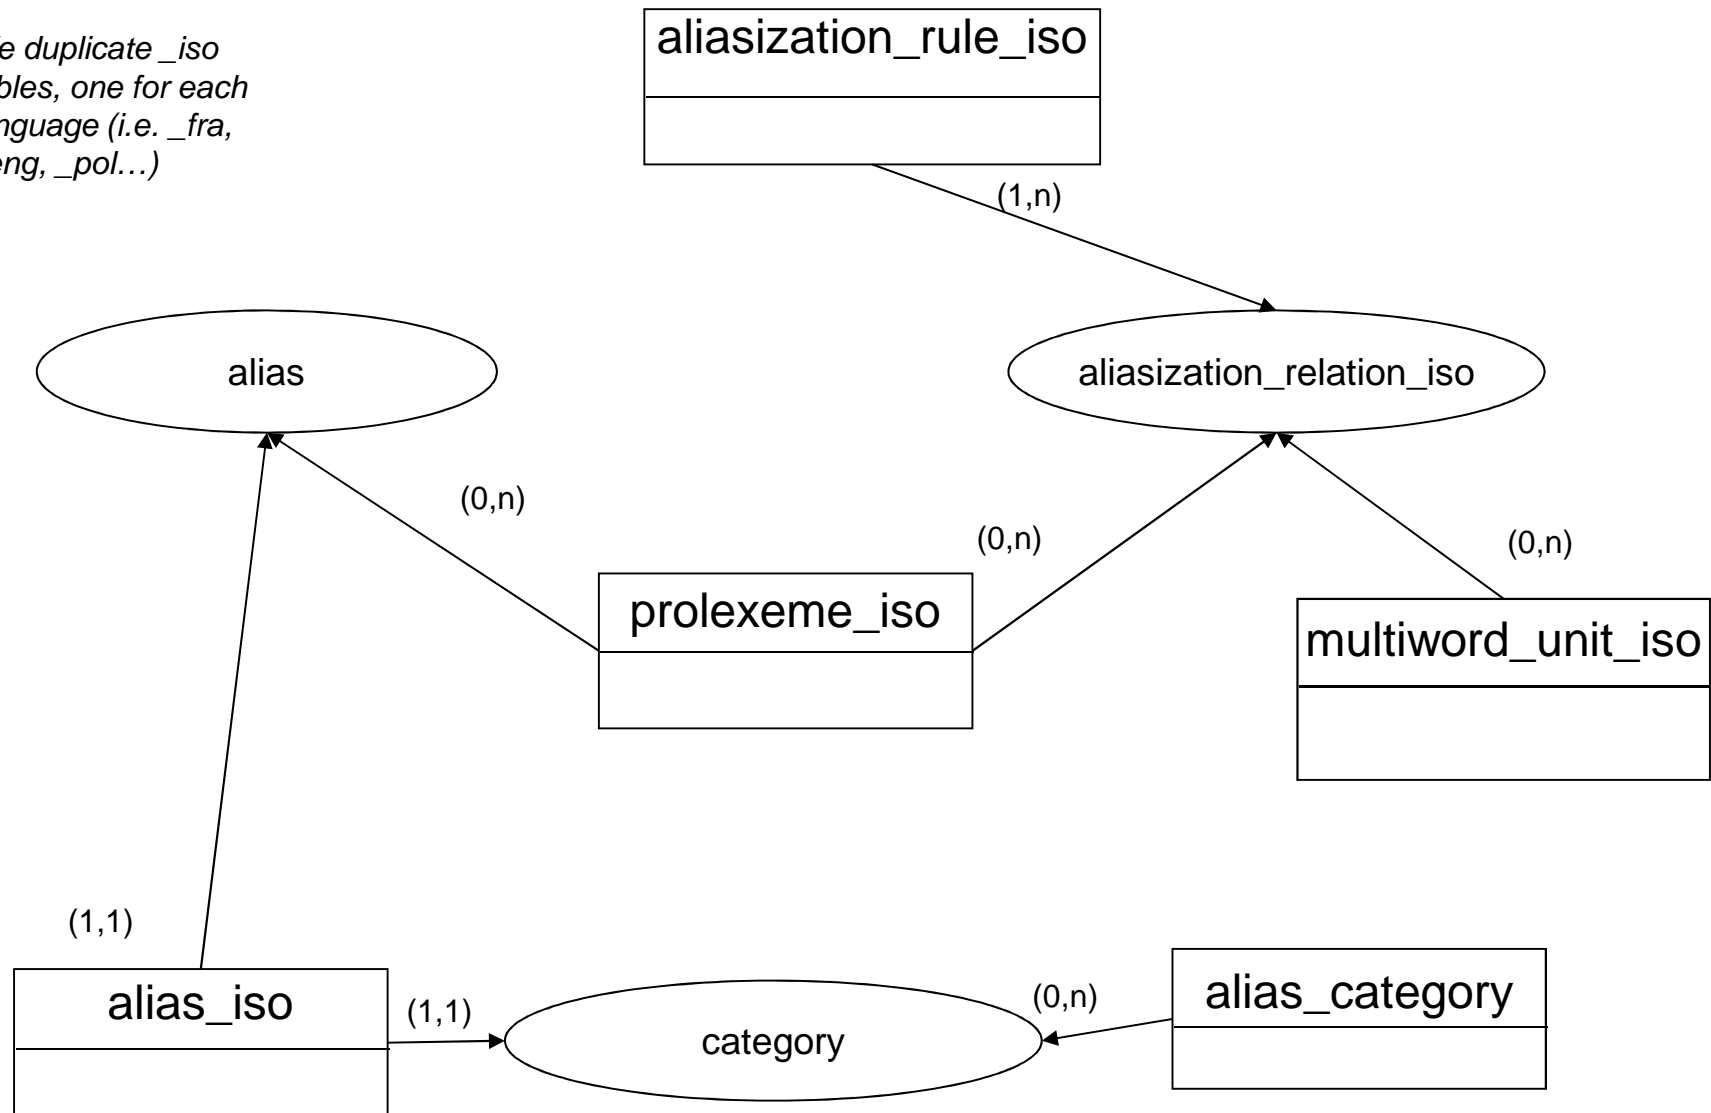 e duplicate _iso
bles, one for each
nguage (i.e. _fra,
eng, _pol…)
aliasization_rule_iso
(1,n)
alias
aliasization_relation_iso
(0,n)
(0,n)
(0,n)
prolexeme_iso
multiword_unit_iso
(1,1)
alias_iso
(1,1)
category
(0,n)
alias_category